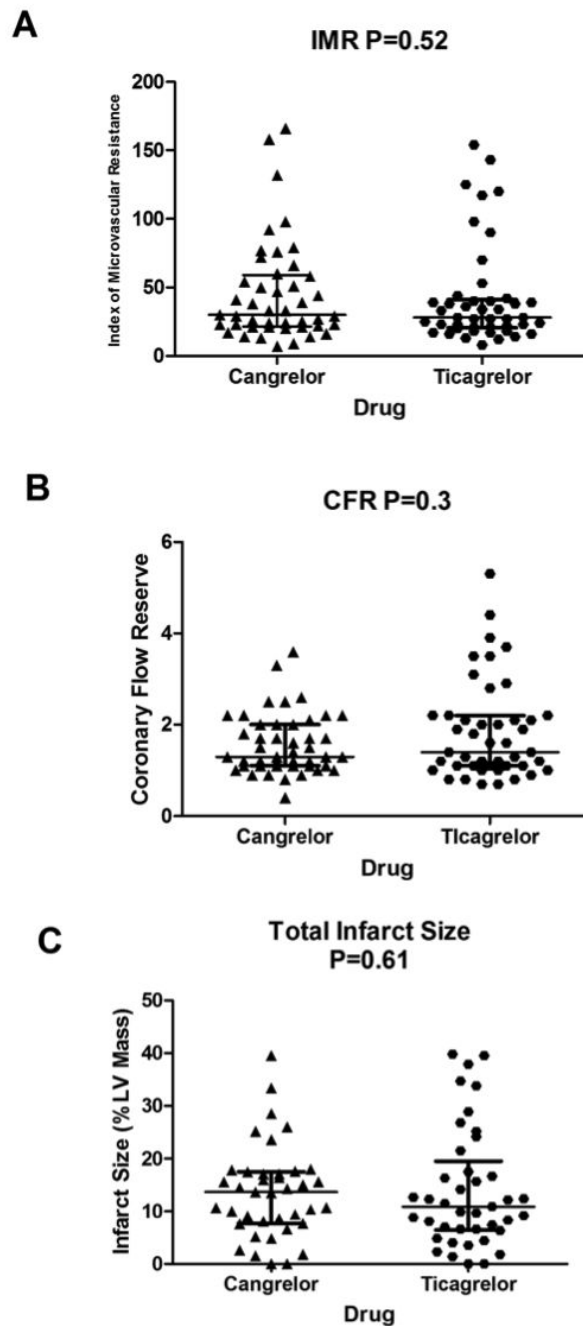 A
IMR P=0.52
Index of Microvascular Resistance
200
150
100
50
0
Cangrelor
Ticagrelor
Drug
B
CFR P=0.3
Coronary Flow Reserve
6
4
2
0
Cangrelor
TIcagrelor
Drug
C
Total Infarct Size
P=0.61
Infarct Size (% LV Mass)
50
40
30
20
10
0
Cangrelor
Ticagrelor
Drug